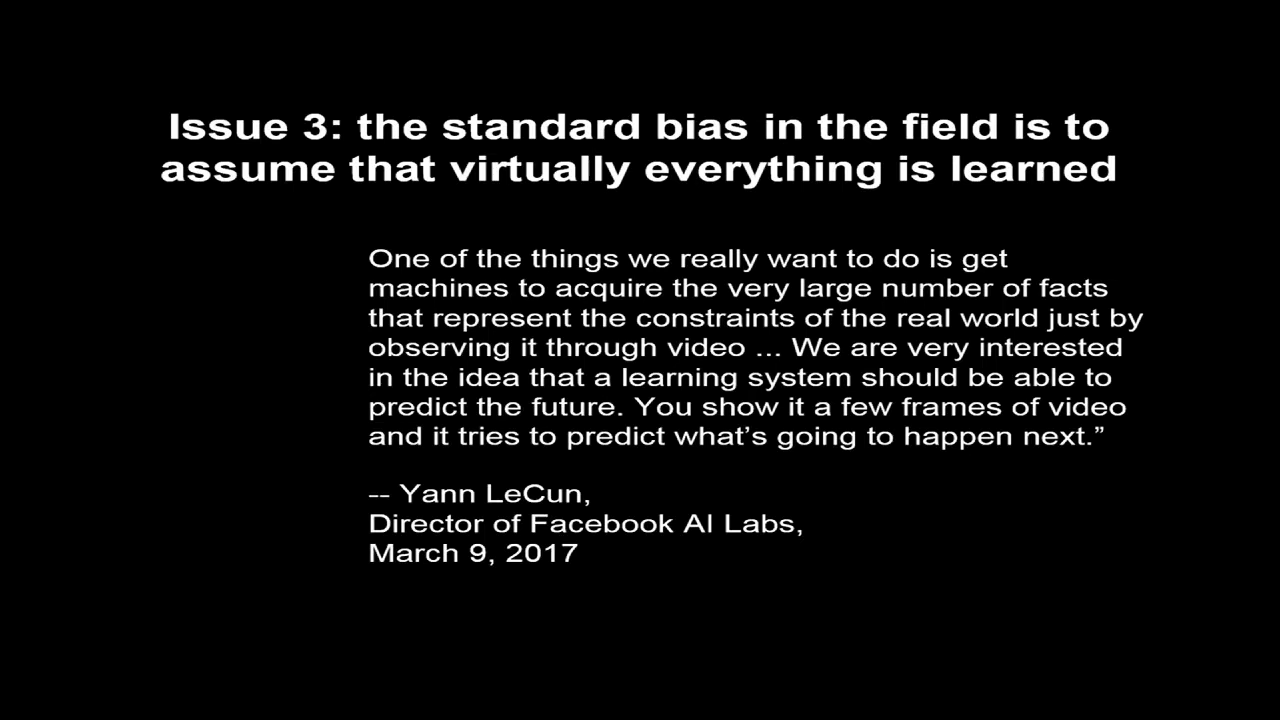 Issue 3: the standard bias in the field is to
assume that virtually everything is learned
One of the things we really want to do is get
machines to acquire the very large number of facts
that represent the constraints of the real world just by
observing it through video ... We are very interested
in the idea that a learning system should be able to
predict the future. You show it a few frames of video
and it tries to predict what’s going to happen next.”
-- Yann LeCun,
Director of Facebook AI Labs,
March 9, 2017